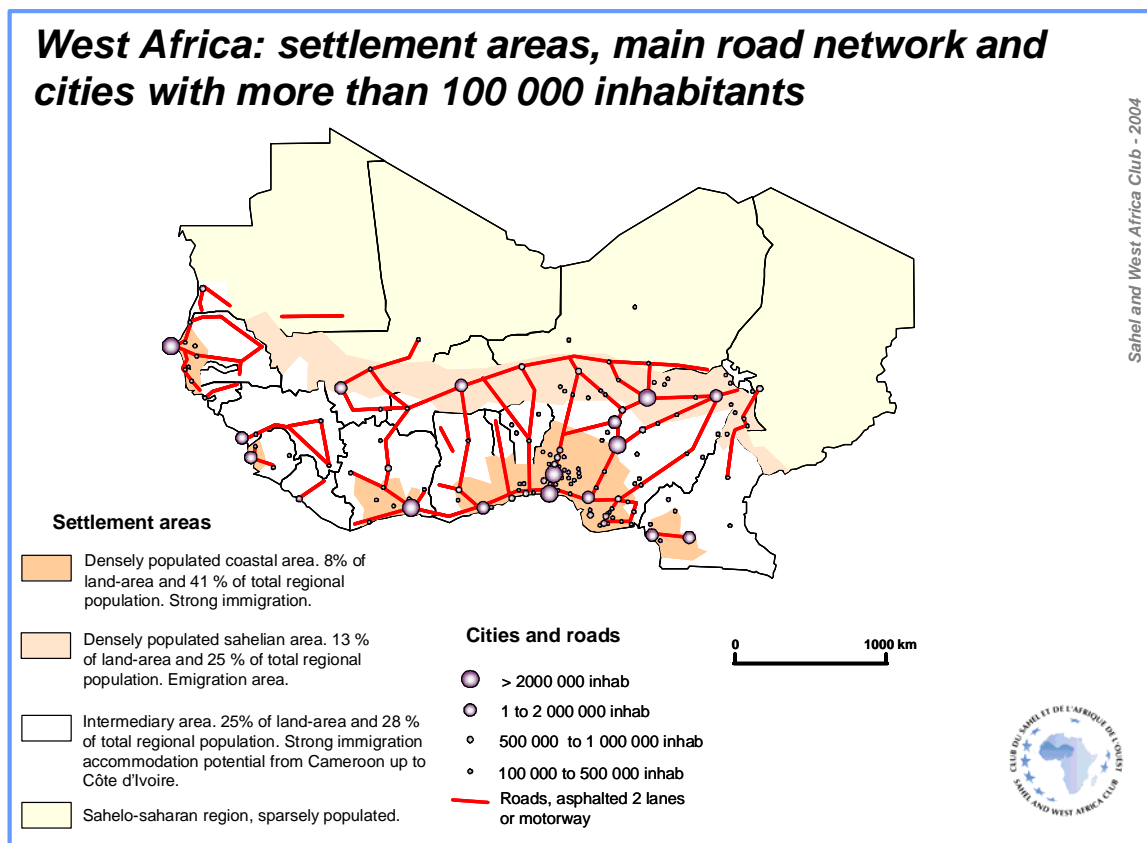 West Africa: settlement areas, main road network and
cities with more than 100 000 inhabitants
Sahel and West Africa Club - 2004
Settlement areas
Densely populated coastal area. 8% of
land-area and 41 % of total regional
population. Strong immigration.
Densely populated sahelian area. 13 %
of land-area and 25 % of total regional
population. Emigration area.
Intermediary area. 25% of land-area and 28 %
of total regional population. Strong immigration
accommodation potential from Cameroon up to
Côte d'Ivoire.
Sahelo-saharan region, sparsely populated.
Cities and roads
> 2000 000 inhab
1 to 2 000 000 inhab
500 000 to 1 000 000 inhab
100 000 to 500 000 inhab
Roads, asphalted 2 lanes
or motorway
0 1000 km
CLUB DU SAHEL ET DE L'AFRIQUE DE L'OUEST
SAHEL AND WEST AFRICA CLUB